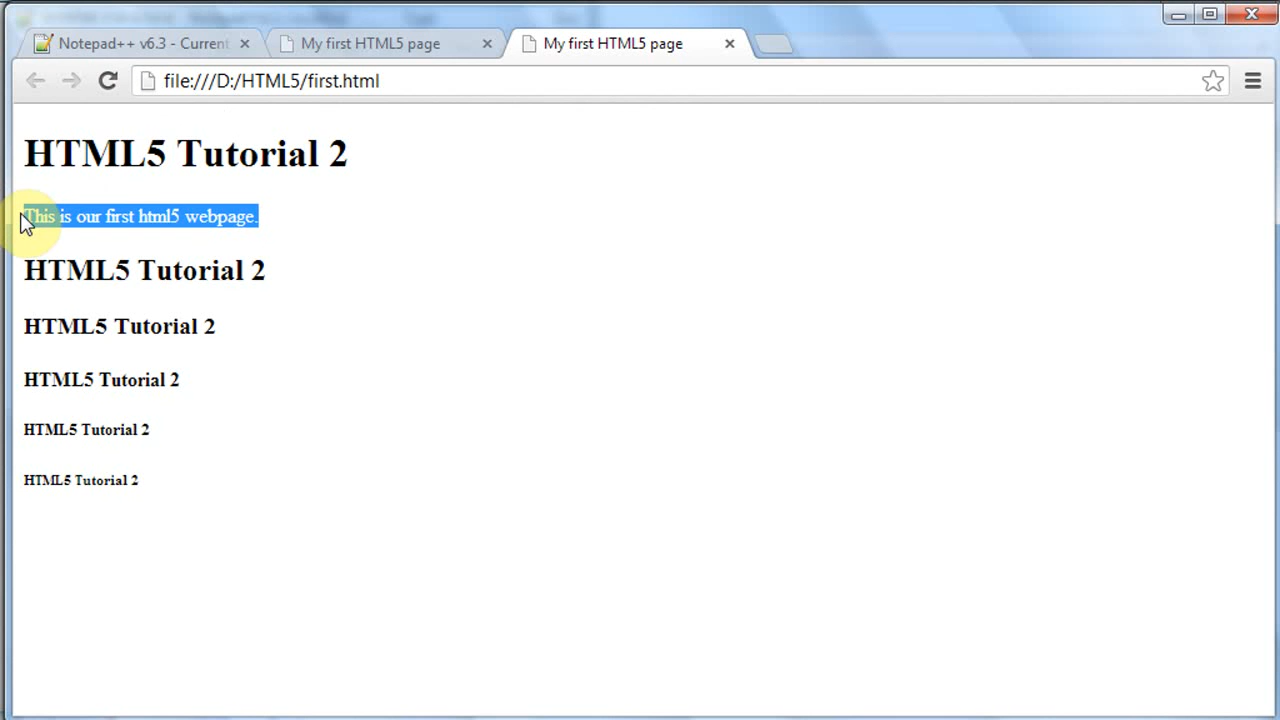 Notepad++ v6.3 - Current
My first HTML5 page
My first HTML5 page
file:///D:/HTML5/first.html
HTML5 Tutorial 2
This is our first html5 webpage.
HTML5 Tutorial 2
HTML5 Tutorial 2
HTML5 Tutorial 2
HTML5 Tutorial 2
HTML5 Tutorial 2